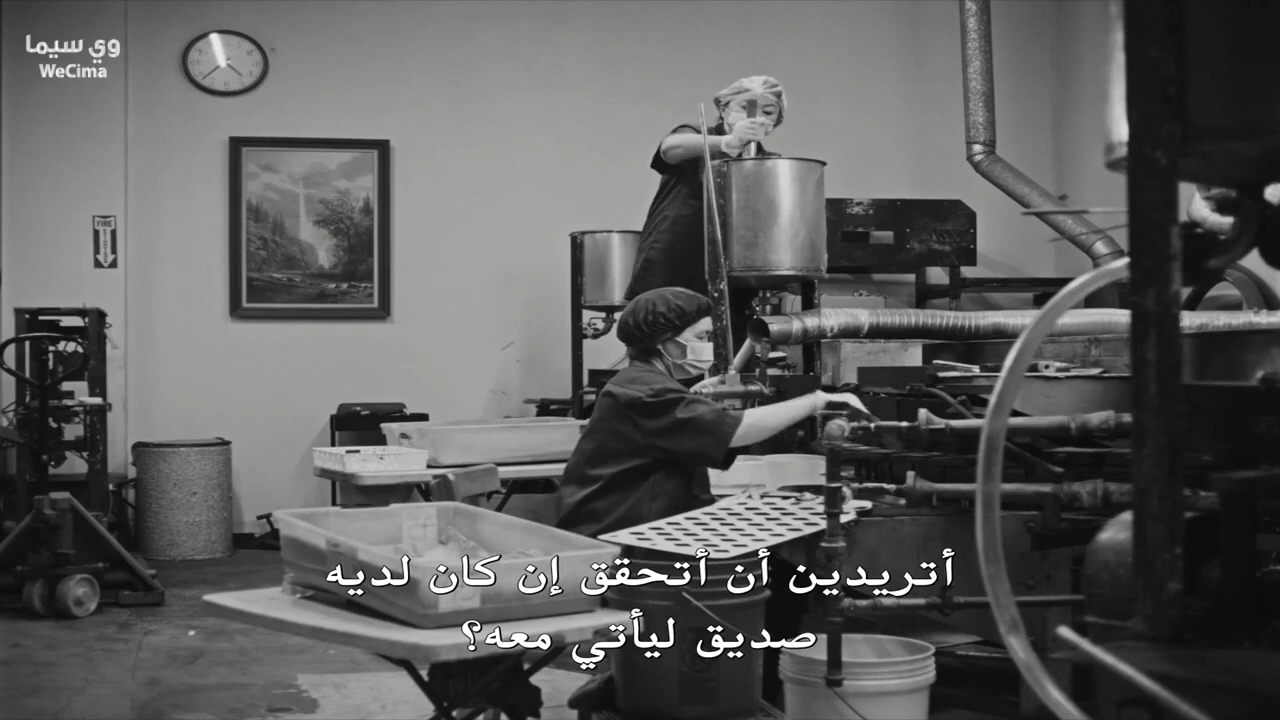 وي سيما
WeCima
FIRE
أتريدين أن أتحقق إن كان لديه
صديق ليأتي معه؟